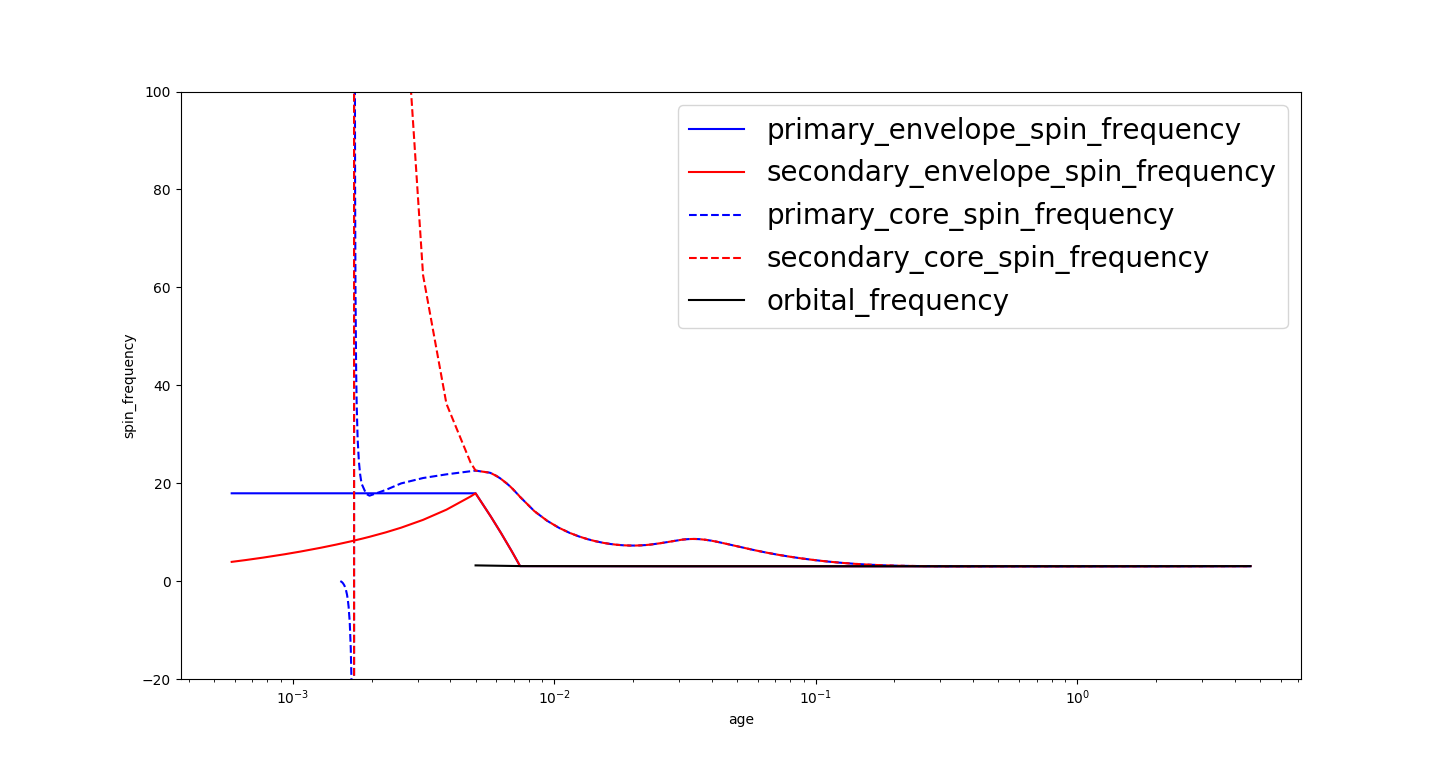 100
80
60
40
20
0
−20
spin_frequency
primary_envelope_spin_frequency
secondary_envelope_spin_frequency
primary_core_spin_frequency
secondary_core_spin_frequency
orbital_frequency
10⁻³
10⁻²
10⁻¹
10⁰
age